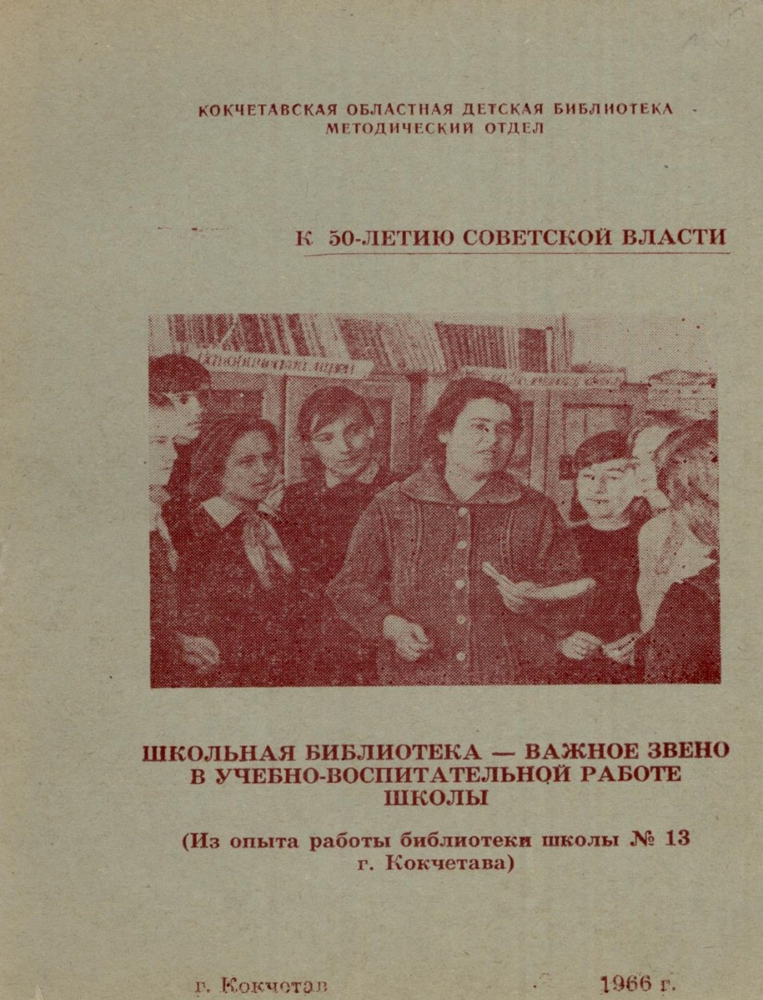 КОКЧЕТАВСКАЯ ОБЛАСТНАЯ ДЕТСКАЯ БИБЛИОТЕКА
МЕТОДИЧЕСКИЙ ОТДЕЛ
К 50-ЛЕТИЮ СОВЕТСКОЙ ВЛАСТИ
ШКОЛЬНАЯ БИБЛИОТЕКА — ВАЖНОЕ ЗВЕНО
В УЧЕБНО-ВОСПИТАТЕЛЬНОЙ РАБОТЕ
ШКОЛЫ
(Из опыта работы библиотеки школы № 13
г. Кокчетава)
г. Кокчетав 1966 г.